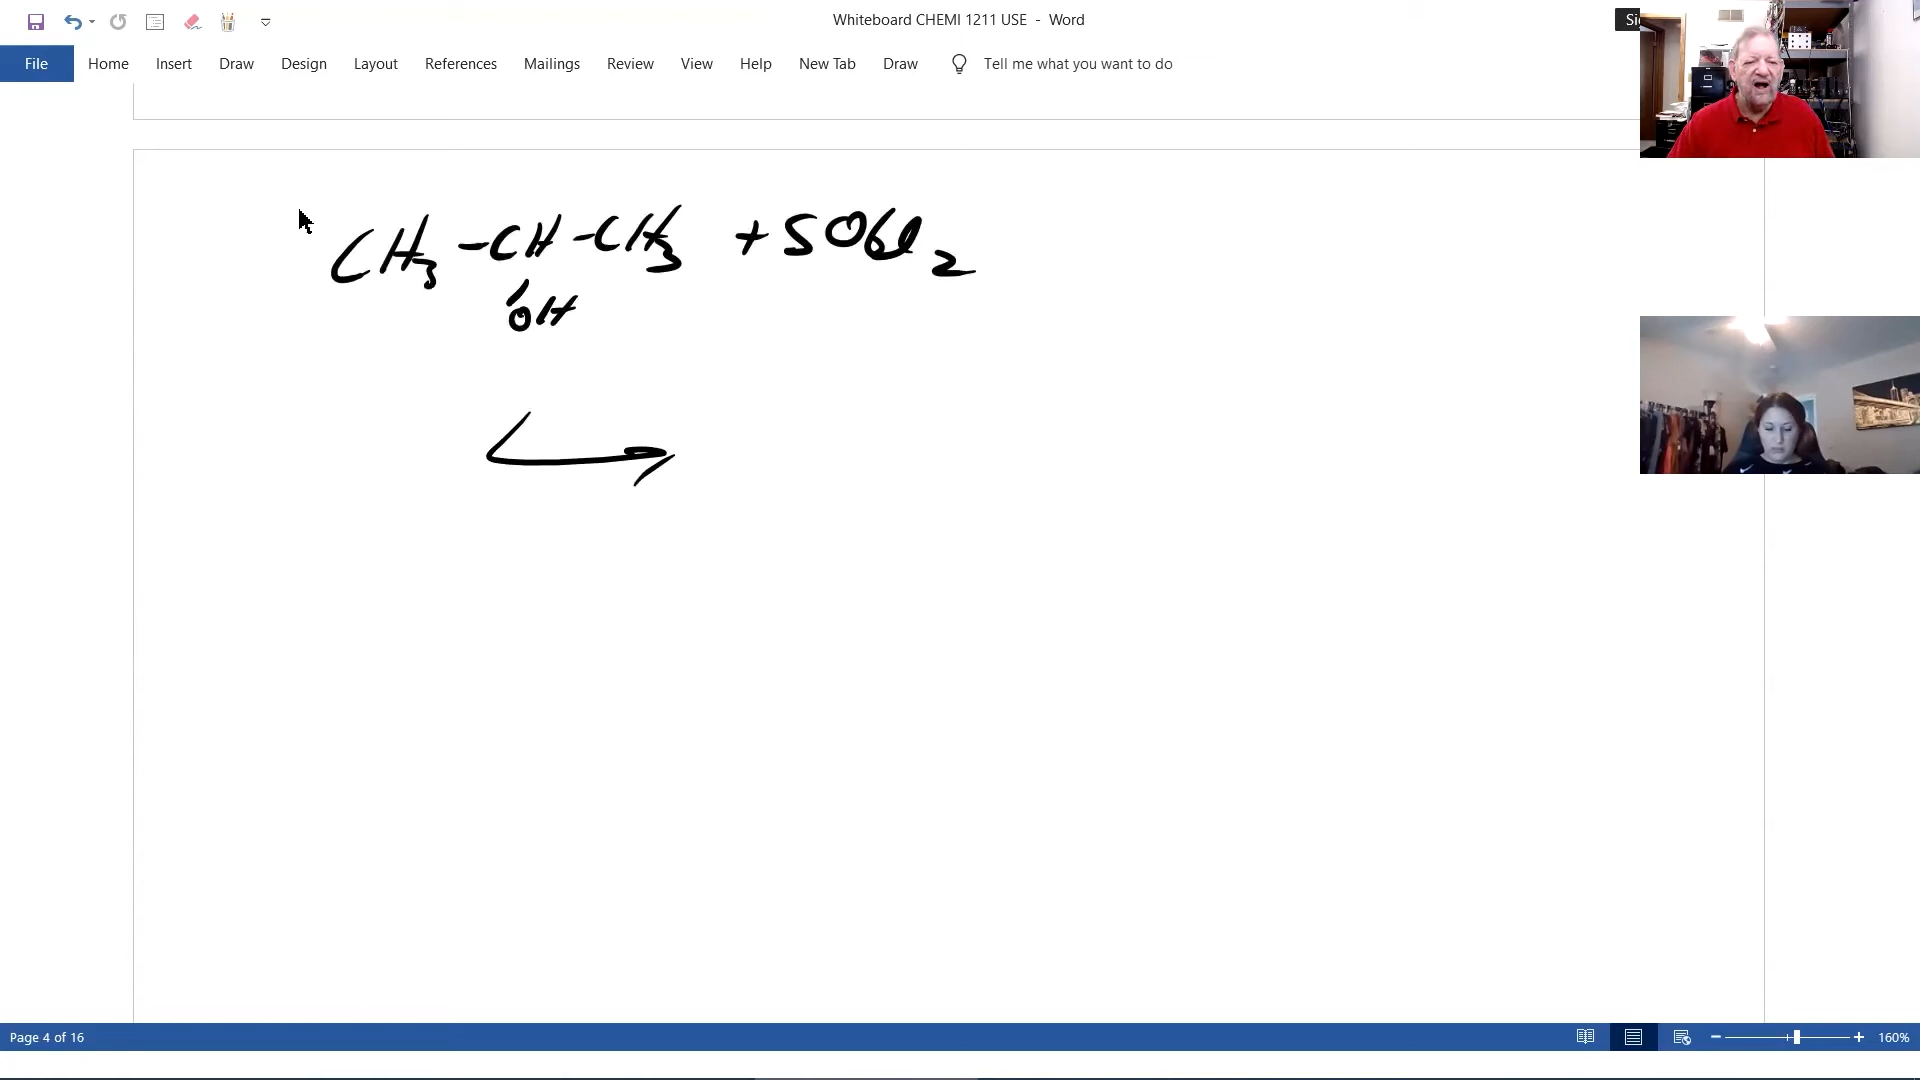 Whiteboard CHEMI 1211 USE - Word
File Home Insert Draw Design Layout References Mailings Review View Help New Tab Draw Tell me what you want to do
CH₃-CH-CH₃ + SOCl₂
OH
Page 4 of 16
160%